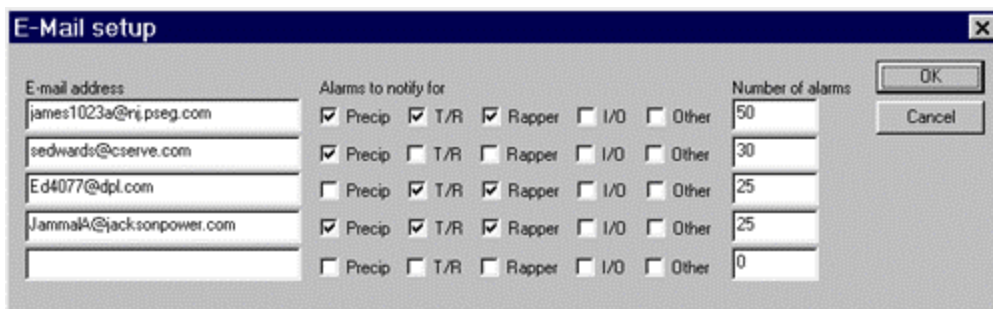 E-Mail setup
E-mail address Alarms to notify for Number of alarms OK
james1023a@nj.pseg.com Precip T/R Rapper I/O Other 50 Cancel
sedwards@cserve.com Precip T/R Rapper I/O Other 30
Ed4077@dpl.com Precip T/R Rapper I/O Other 25
JammalA@jacksonpower.com Precip T/R Rapper I/O Other 25
Precip T/R Rapper I/O Other 0